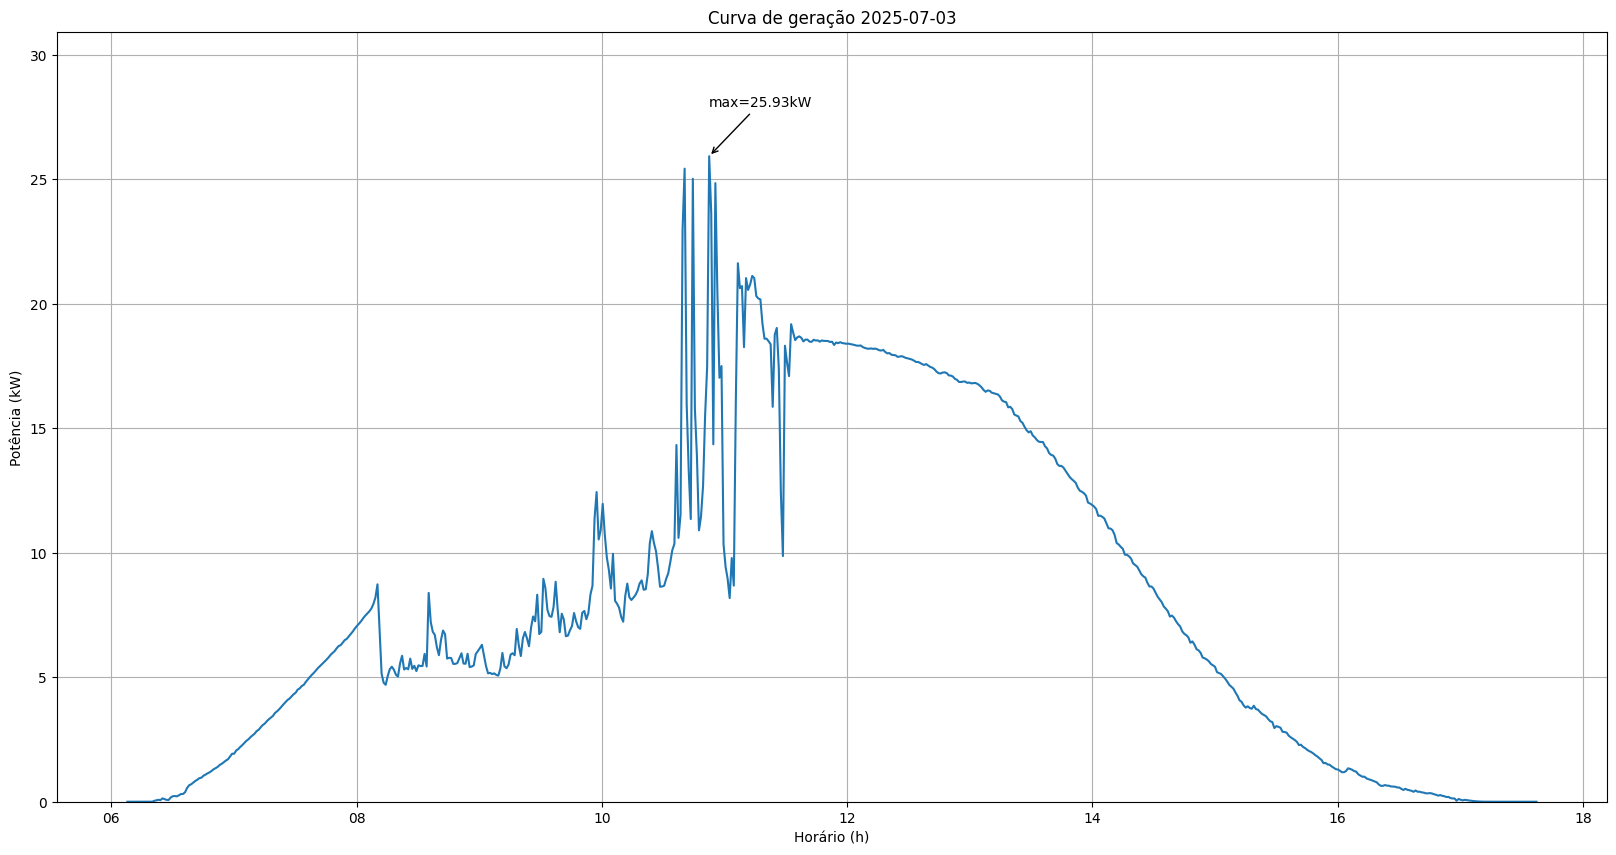 Curva de geração 2025-07-03
30
25
20
15
10
5
0
Potência (kW)
max=25.93kW
06 08 10 12 14 16 18
Horário (h)